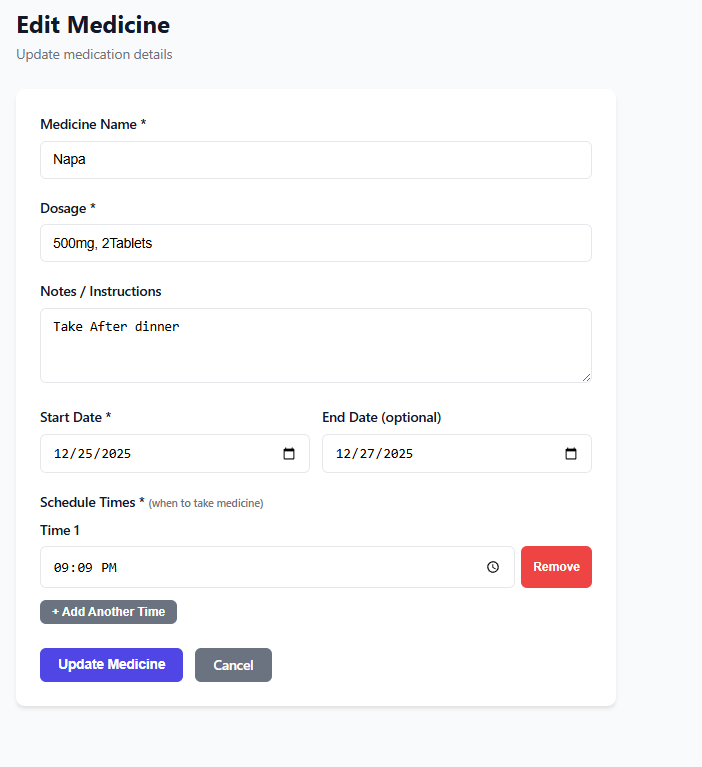 Edit Medicine
Update medication details
Medicine Name *
Napa
Dosage *
500mg, 2Tablets
Notes / Instructions
Take After dinner
Start Date * End Date (optional)
12/25/2025 12/27/2025
Schedule Times * (when to take medicine)
Time 1
09:09 PM Remove
+ Add Another Time
Update Medicine Cancel